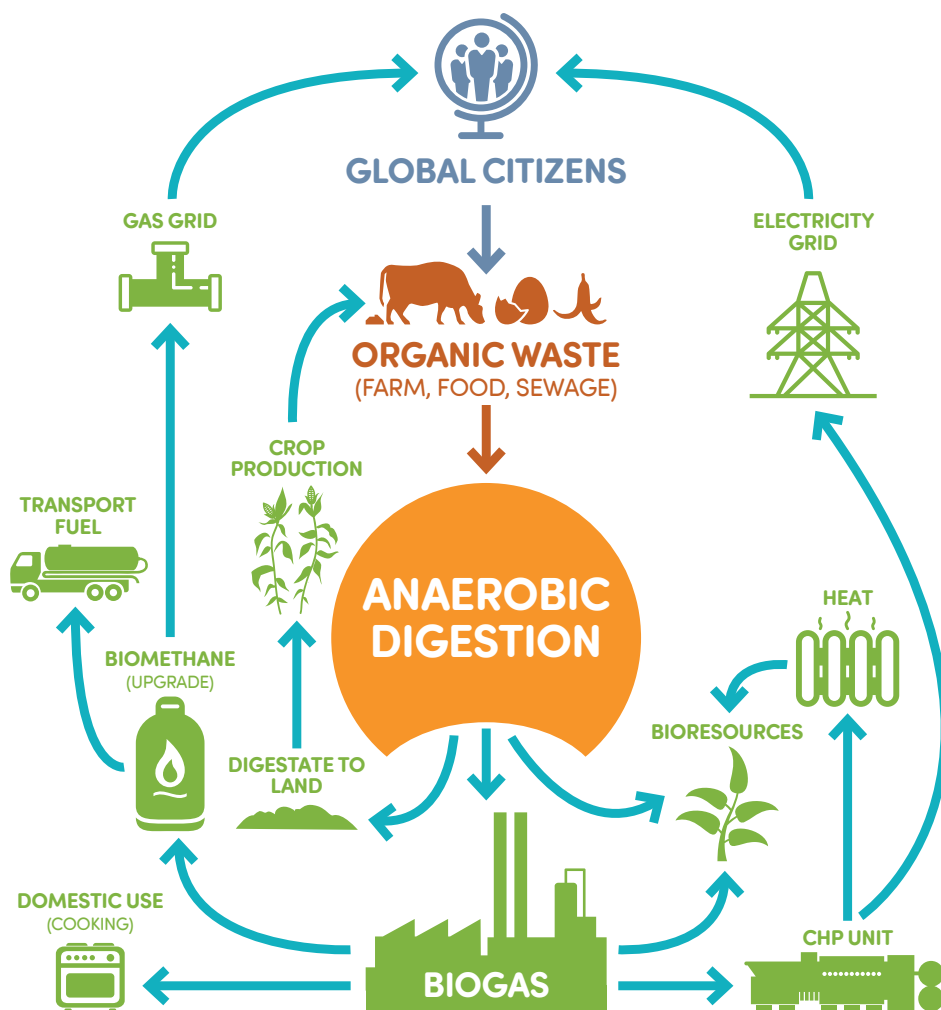 GLOBAL CITIZENS
GAS GRID
ELECTRICITY
GRID
ORGANIC WASTE
(FARM, FOOD, SEWAGE)
CROP
PRODUCTION
TRANSPORT
FUEL
ANAEROBIC
DIGESTION
HEAT
BIOMETHANE
(UPGRADE)
BIORESOURCES
DIGESTATE TO
LAND
DOMESTIC USE
(COOKING)
CHP UNIT
BIOGAS